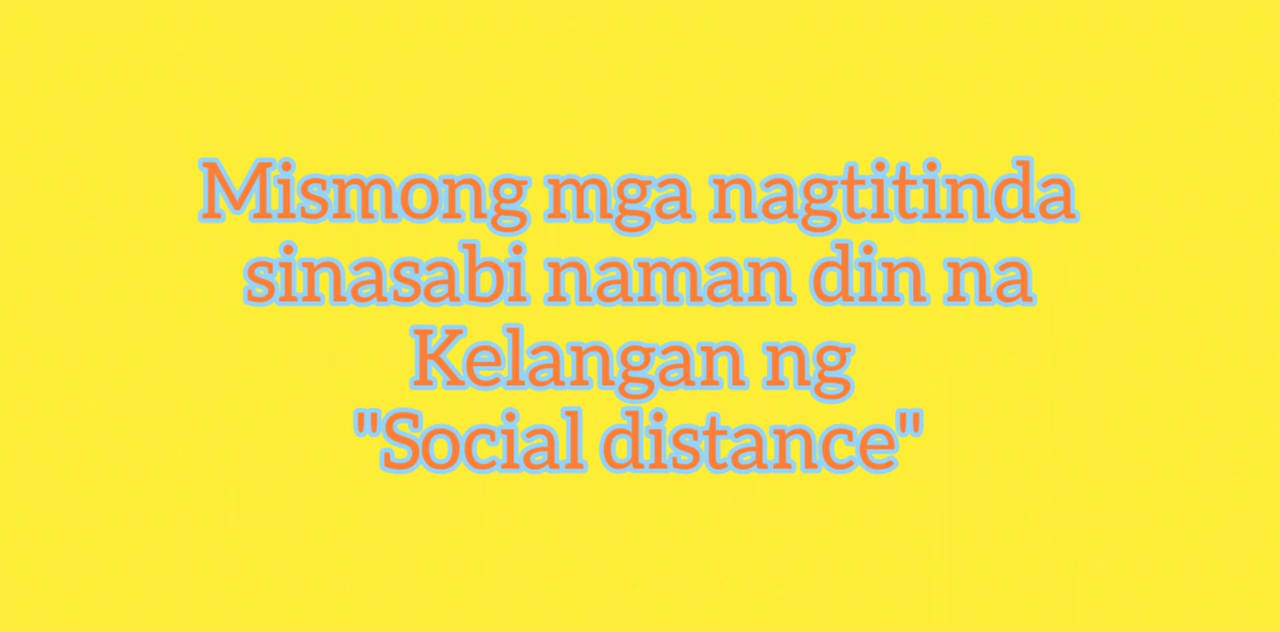 Mismong mga nagtitinda
sinasabi naman din na
Kelangan ng
"Social distance"